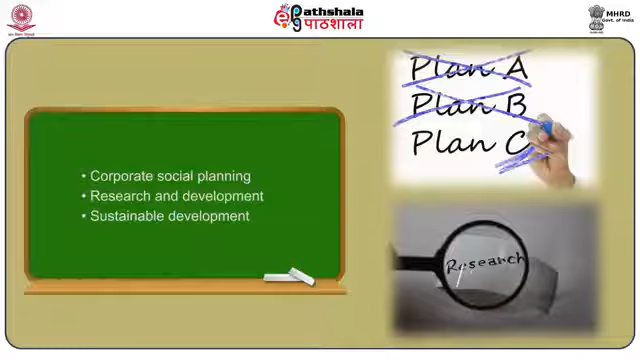 Pathshala
पाठशाला
MHRD
Govt. of India
• Corporate social planning
• Research and development
• Sustainable development
Plan A
Plan B
Plan C
Research